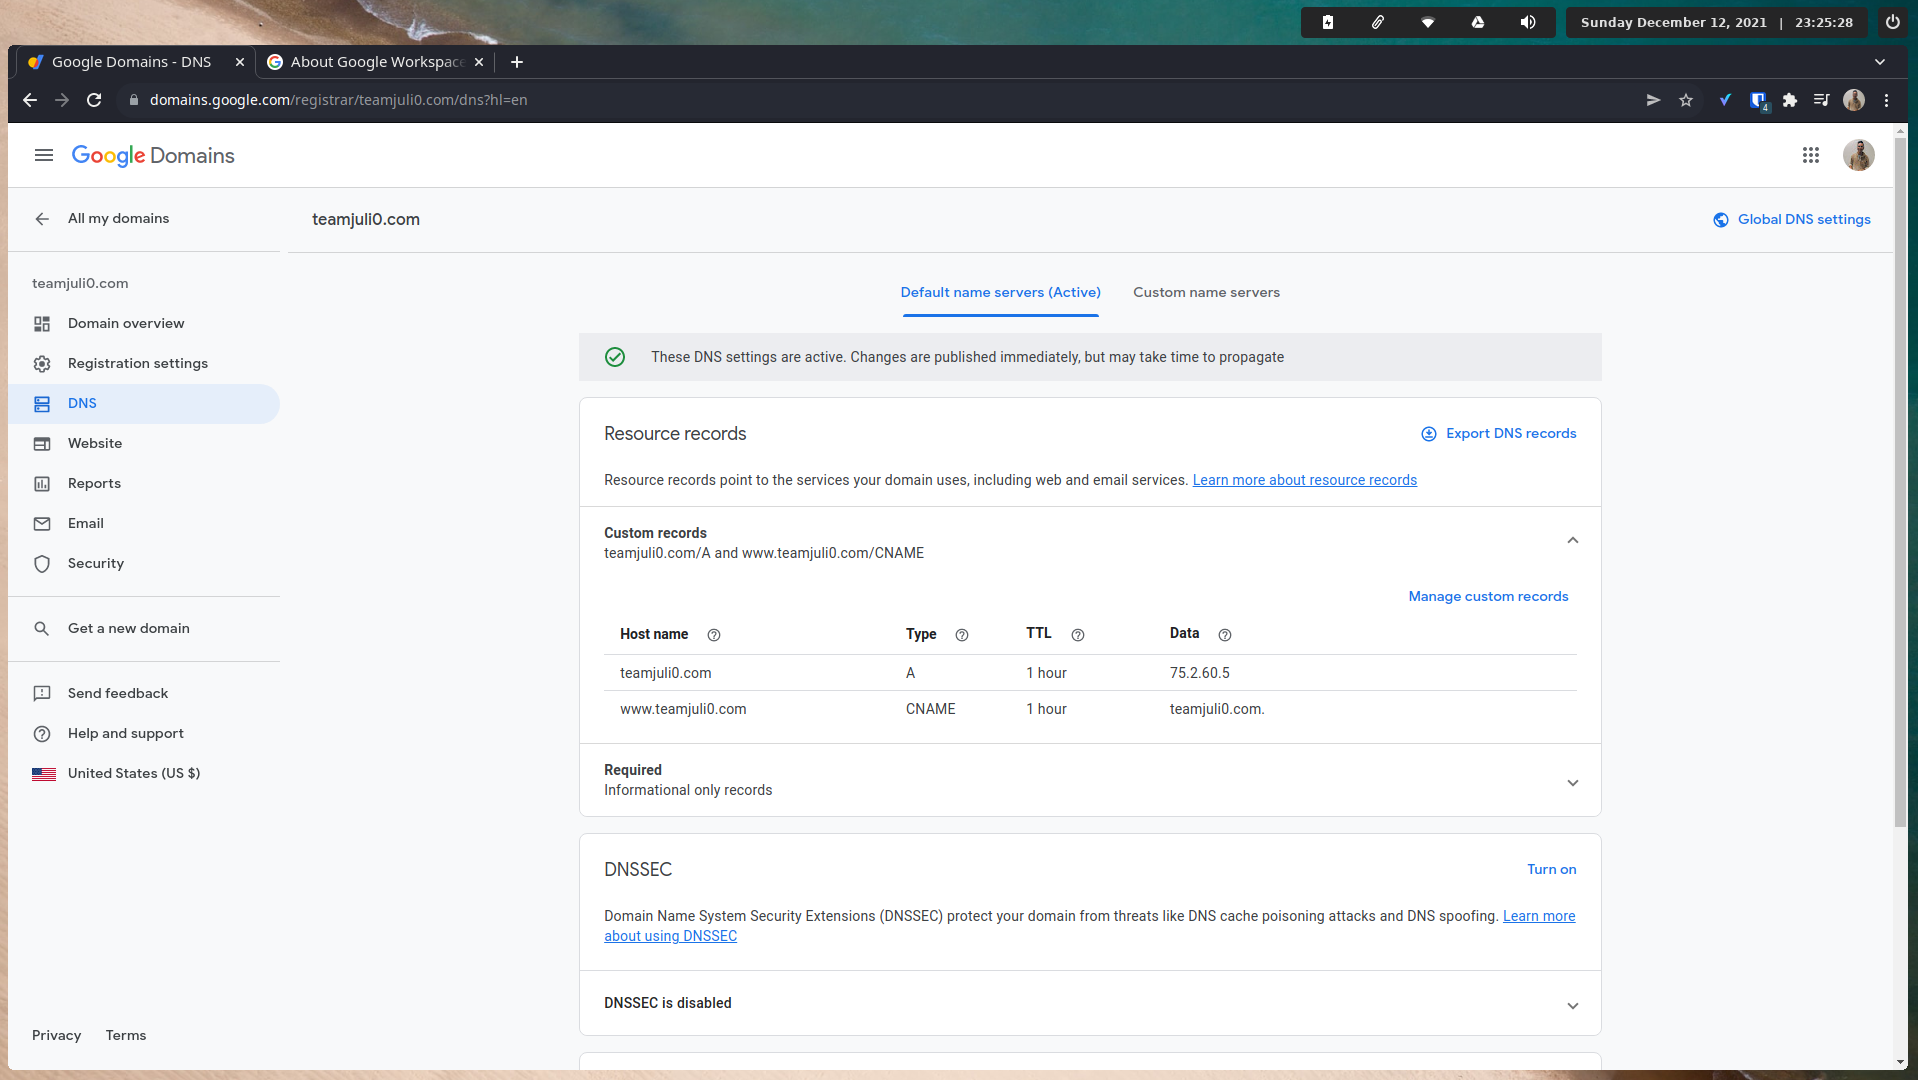 Sunday December 12, 2021 | 23:25:28
Google Domains - DNS
About Google Workspace
domains.google.com/registrar/teamjuli0.com/dns?hl=en
4
Google Domains
All my domains
teamjuli0.com
Global DNS settings
teamjuli0.com
Domain overview
Registration settings
DNS
Website
Reports
Email
Security
Get a new domain
Send feedback
Help and support
United States (US $)
Privacy Terms
Default name servers (Active) Custom name servers
These DNS settings are active. Changes are published immediately, but may take time to propagate
Resource records
Export DNS records
Resource records point to the services your domain uses, including web and email services. Learn more about resource records
Custom records
teamjuli0.com/A and www.teamjuli0.com/CNAME
Manage custom records
Host name Type TTL Data
teamjuli0.com A 1 hour 75.2.60.5
www.teamjuli0.com CNAME 1 hour teamjuli0.com.
Required
Informational only records
DNSSEC
Turn on
Domain Name System Security Extensions (DNSSEC) protect your domain from threats like DNS cache poisoning attacks and DNS spoofing. Learn more
about using DNSSEC
DNSSEC is disabled